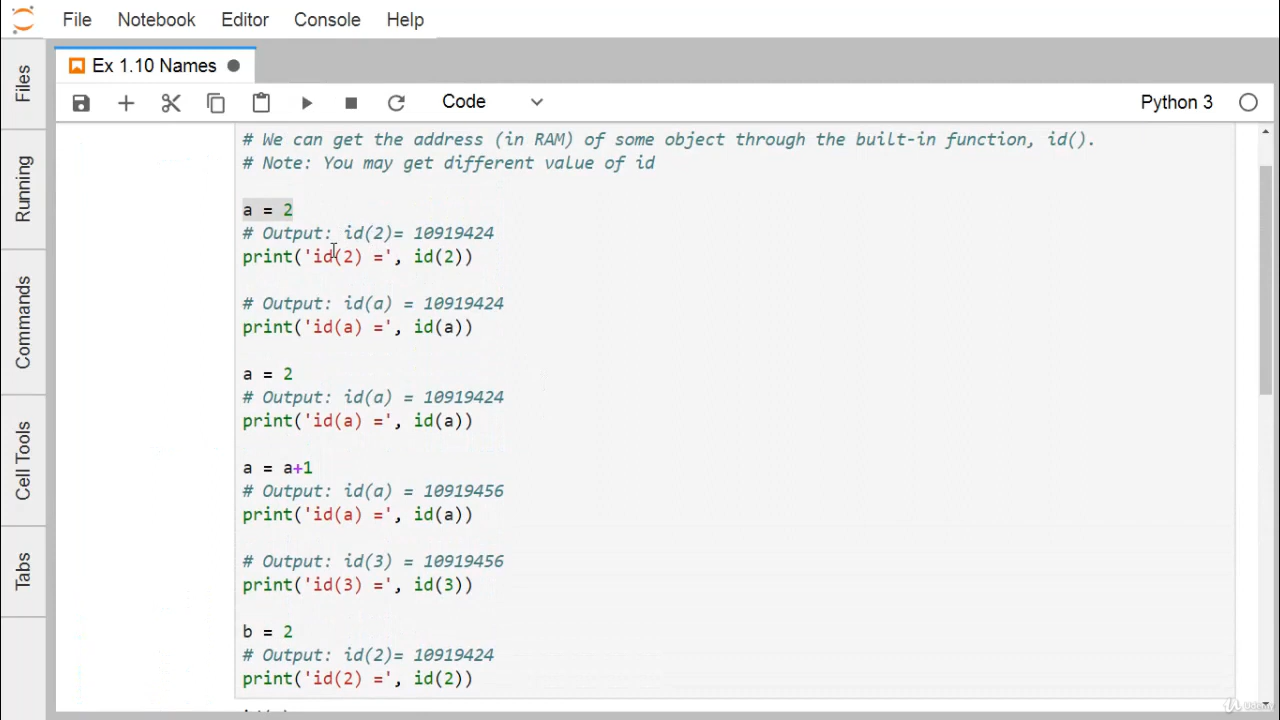 File Notebook Editor Console Help
Ex 1.10 Names
Code Python 3
Files
Running
Commands
Cell Tools
Tabs
# We can get the address (in RAM) of some object through the built-in function, id().
# Note: You may get different value of id
a = 2
# Output: id(2)= 10919424
print('id(2) =', id(2))
# Output: id(a) = 10919424
print('id(a) =', id(a))
a = 2
# Output: id(a) = 10919424
print('id(a) =', id(a))
a = a+1
# Output: id(a) = 10919456
print('id(a) =', id(a))
# Output: id(3) = 10919456
print('id(3) =', id(3))
b = 2
# Output: id(2)= 10919424
print('id(2) =', id(2))
Udemy